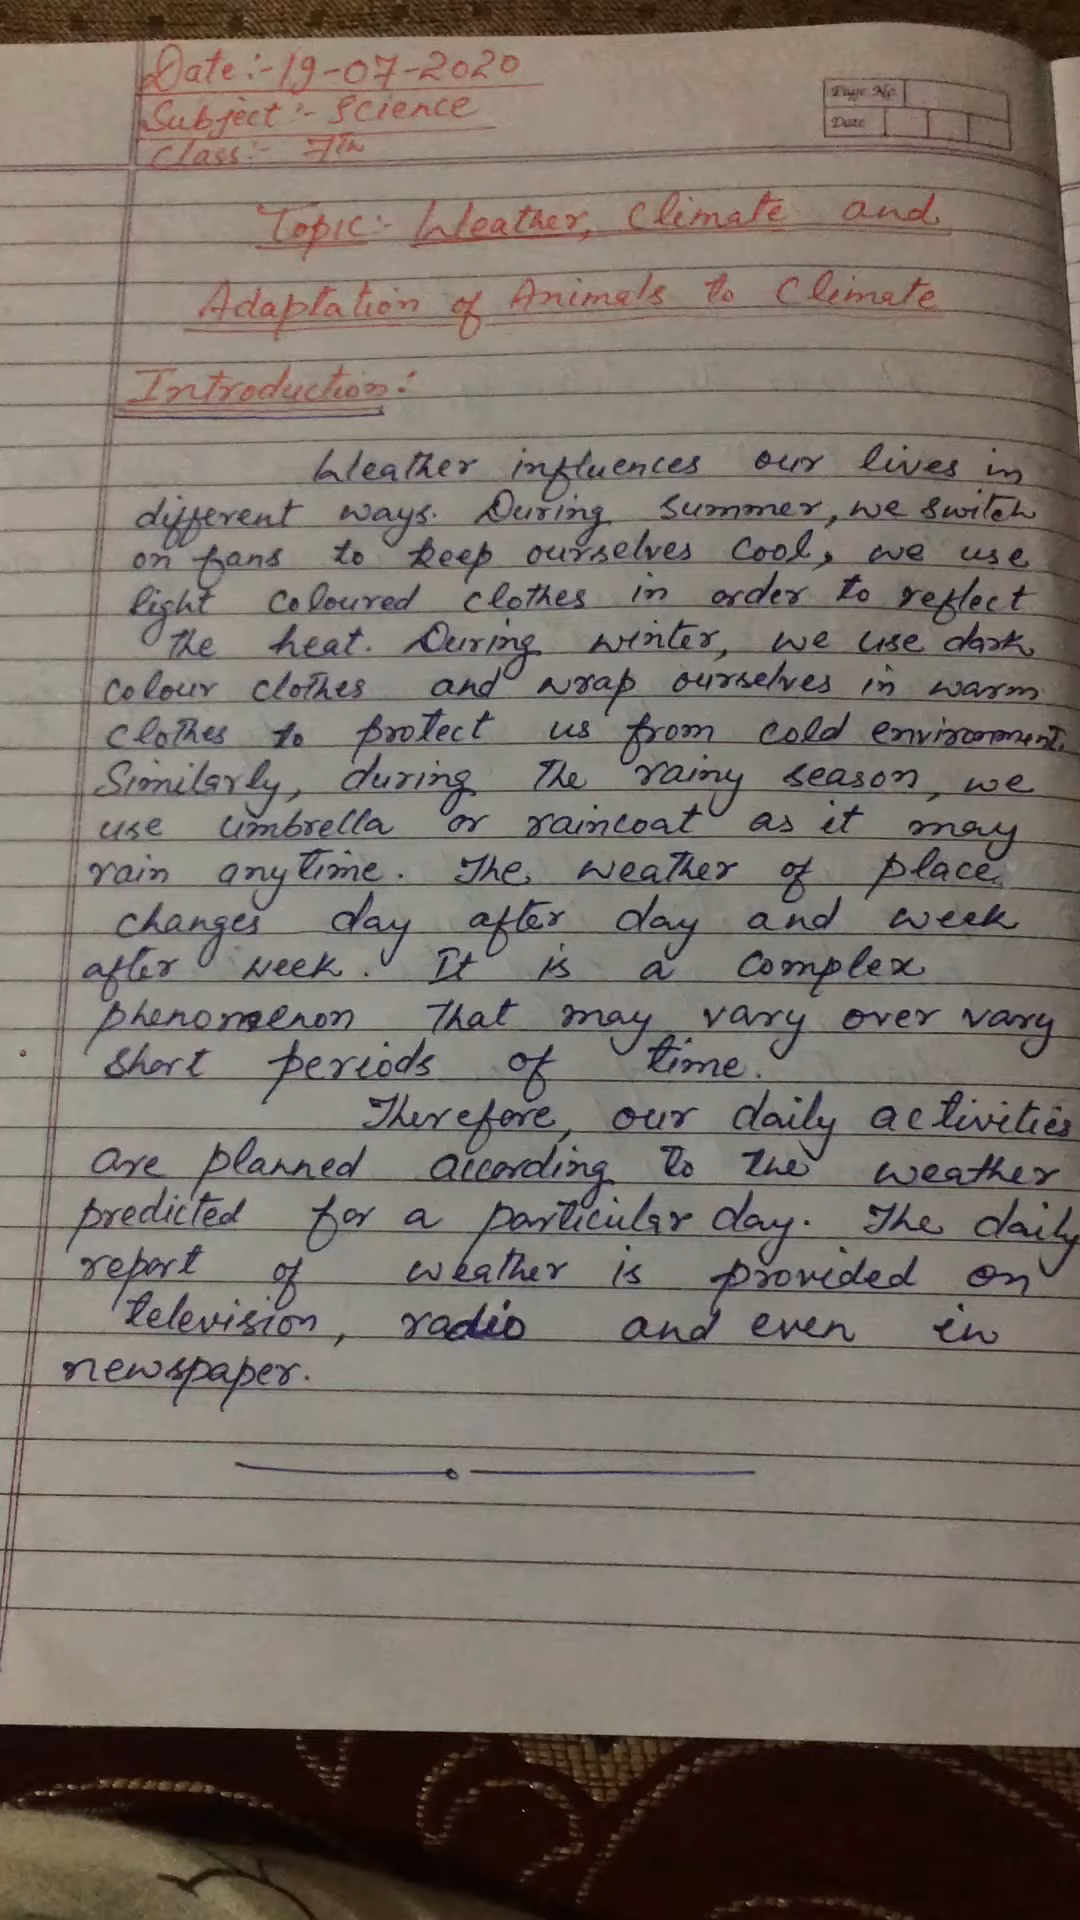 Date:-19-07-2020
Subject:- Science
Class:- 7th
Page No.
Date
Topic:- Weather, Climate and
Adaptation of Animals to Climate
Introduction:
Weather influences our lives in
different ways. During summer, we switch
on fans to keep ourselves cool, we use
light coloured clothes in order to reflect
the heat. During winter, we use dark
colour clothes and wrap ourselves in warm
clothes to protect us from cold environment.
Similarly, during the rainy season, we
use umbrella or raincoat as it may
rain anytime. The weather of place
changes day after day and week
after week. It is a complex
phenomenon that may vary over vary
short periods of time.
Therefore, our daily activities
are planned according to the weather
predicted for a particular day. The daily
report of weather is provided on
television, radio and even in
newspaper.